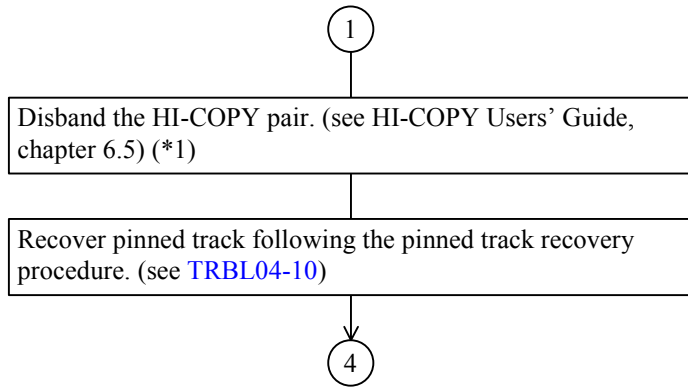 1
Disband the HI-COPY pair. (see HI-COPY Users’ Guide,
chapter 6.5) (*1)
Recover pinned track following the pinned track recovery
procedure. (see TRBL04-10)
4